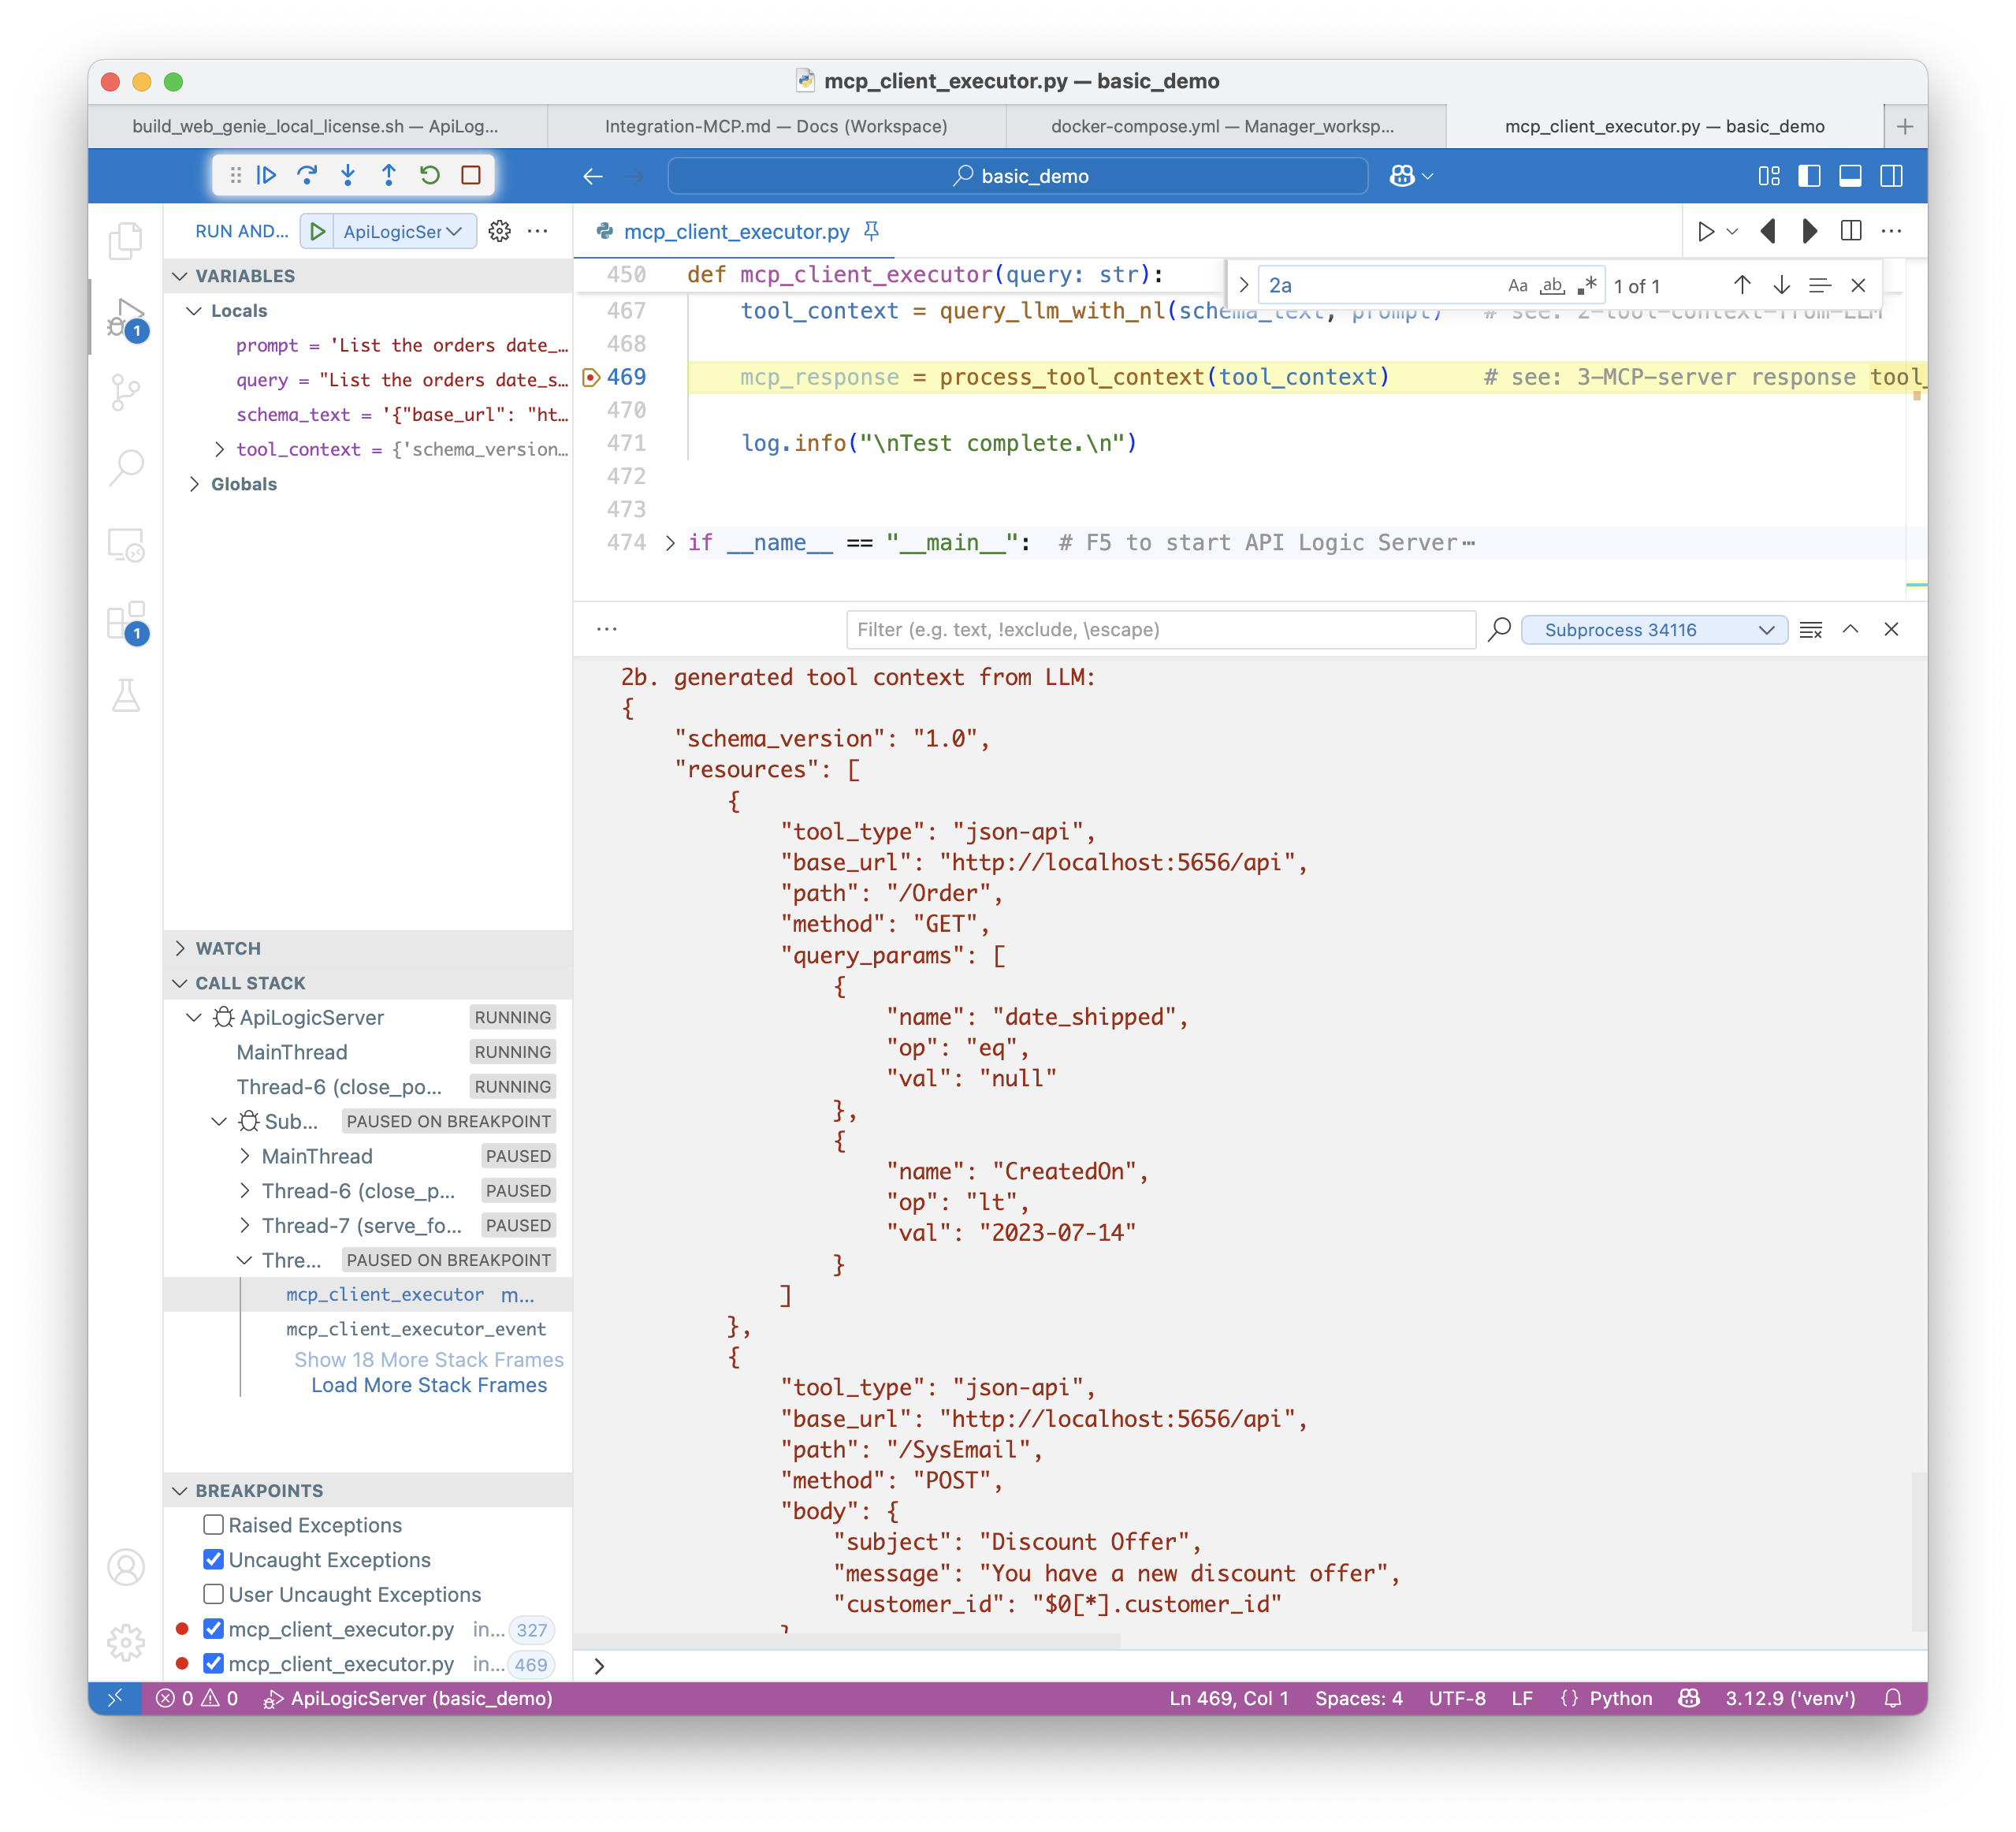 mcp_client_executor.py — basic_demo
build_web_genie_local_license.sh — ApiLog...
Integration-MCP.md — Docs (Workspace)
docker-compose.yml — Manager_worksp...
mcp_client_executor.py — basic_demo
basic_demo
RUN AND...
ApiLogicSer
VARIABLES
Locals
prompt = 'List the orders date_...
query = "List the orders date_s...
schema_text = '{"base_url": "ht...
tool_context = {'schema_version...
Globals
WATCH
CALL STACK
ApiLogicServer RUNNING
MainThread RUNNING
Thread-6 (close_po... RUNNING
Sub... PAUSED ON BREAKPOINT
MainThread PAUSED
Thread-6 (close_p... PAUSED
Thread-7 (serve_fo... PAUSED
Thre... PAUSED ON BREAKPOINT
mcp_client_executor m...
mcp_client_executor_event
Show 18 More Stack Frames
Load More Stack Frames
BREAKPOINTS
Raised Exceptions
Uncaught Exceptions
User Uncaught Exceptions
mcp_client_executor.py in... 327
mcp_client_executor.py in... 469
1
1
mcp_client_executor.py
2a Aa ab .* 1 of 1
450 def mcp_client_executor(query: str):
467 tool_context = query_llm_with_nl(schema_text, prompt) # see: 2-tool-context-from-LLM
468
469 mcp_response = process_tool_context(tool_context) # see: 3-MCP-server response tool_
470
471 log.info("\nTest complete.\n")
472
473
474 if __name__ == "__main__": # F5 to start API Logic Server⋯
Filter (e.g. text, !exclude, \escape)
Subprocess 34116
2b. generated tool context from LLM:
{
"schema_version": "1.0",
"resources": [
{
"tool_type": "json-api",
"base_url": "http://localhost:5656/api",
"path": "/Order",
"method": "GET",
"query_params": [
{
"name": "date_shipped",
"op": "eq",
"val": "null"
},
{
"name": "CreatedOn",
"op": "lt",
"val": "2023-07-14"
}
]
},
{
"tool_type": "json-api",
"base_url": "http://localhost:5656/api",
"path": "/SysEmail",
"method": "POST",
"body": {
"subject": "Discount Offer",
"message": "You have a new discount offer",
"customer_id": "$0[*].customer_id"
}
>
0 0 ApiLogicServer (basic_demo)
Ln 469, Col 1 Spaces: 4 UTF-8 LF {} Python 3.12.9 ('venv')